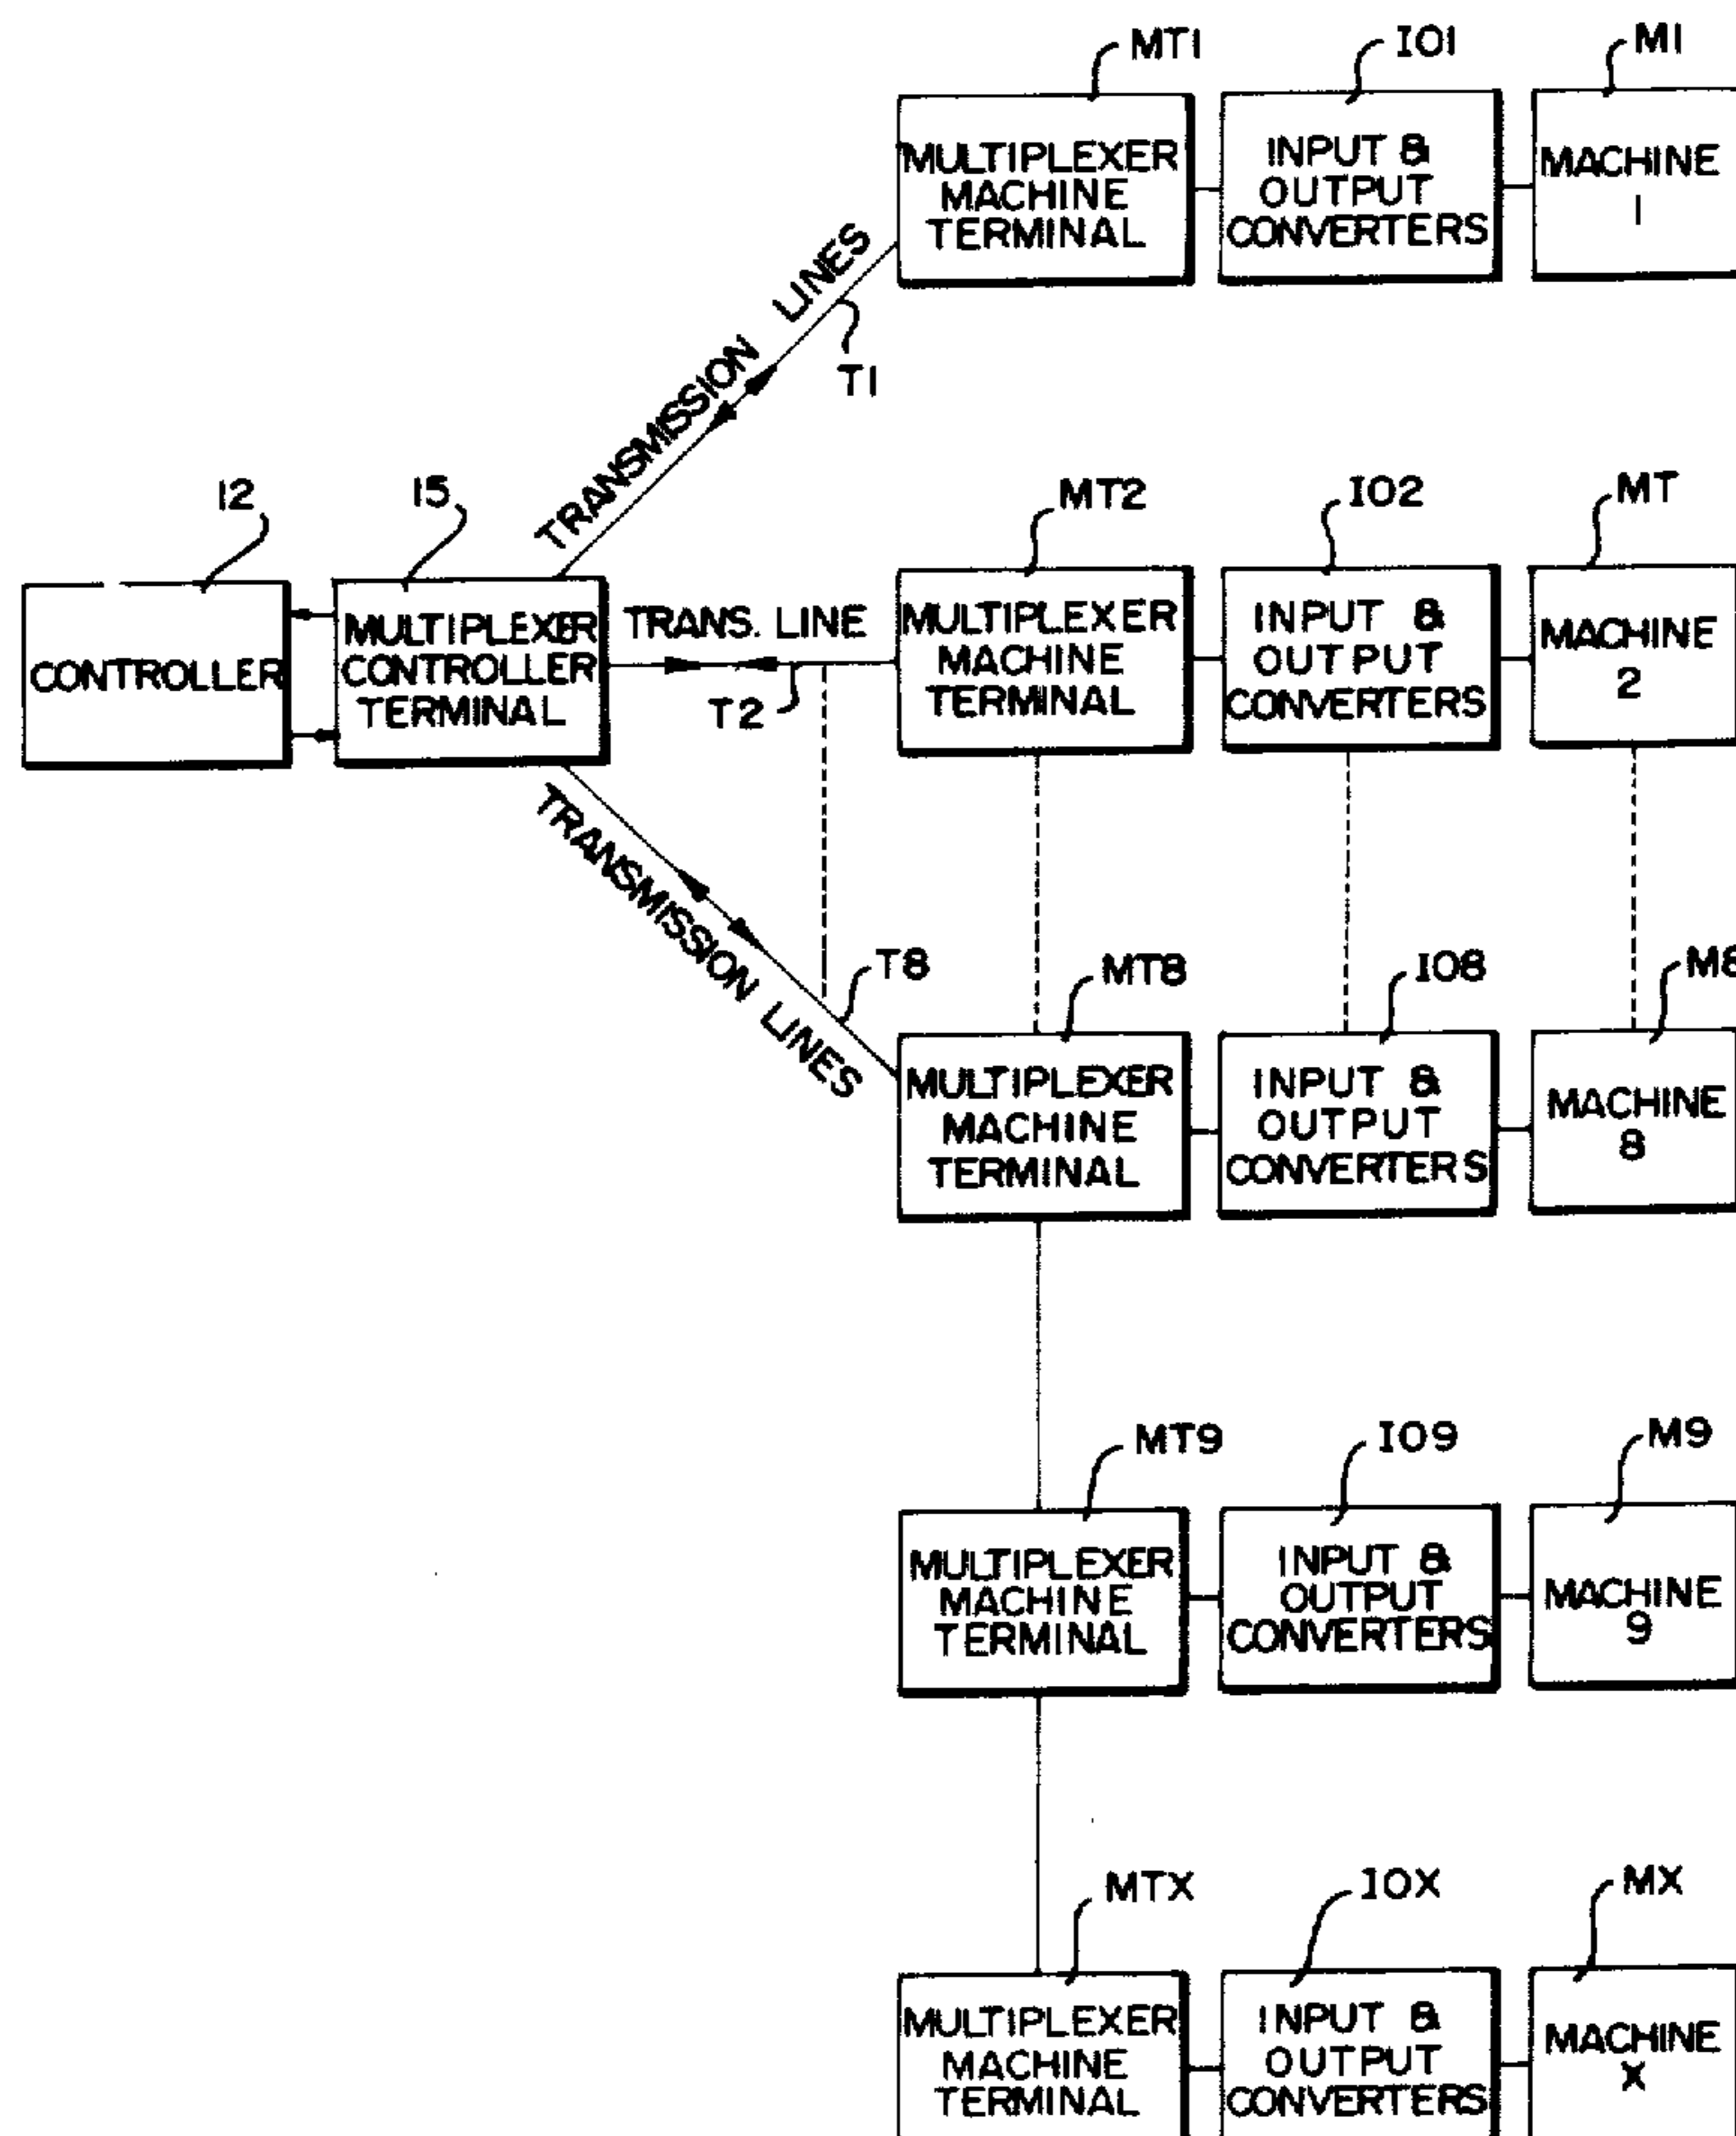 MT1
IO1
M1
MULTIPLEXER
MACHINE
TERMINAL
INPUT &
OUTPUT
CONVERTERS
MACHINE
1
TRANSMISSION LINES
T1
12
15
MT2
IO2
MT
CONTROLLER
MULTIPLEXER
CONTROLLER
TERMINAL
TRANS. LINE
T2
MULTIPLEXER
MACHINE
TERMINAL
INPUT &
OUTPUT
CONVERTERS
MACHINE
2
TRANSMISSION LINES
T8
MT8
IO8
M8
MULTIPLEXER
MACHINE
TERMINAL
INPUT &
OUTPUT
CONVERTERS
MACHINE
8
MT9
IO9
M9
MULTIPLEXER
MACHINE
TERMINAL
INPUT &
OUTPUT
CONVERTERS
MACHINE
9
MTX
IOX
MX
MULTIPLEXER
MACHINE
TERMINAL
INPUT &
OUTPUT
CONVERTERS
MACHINE
X